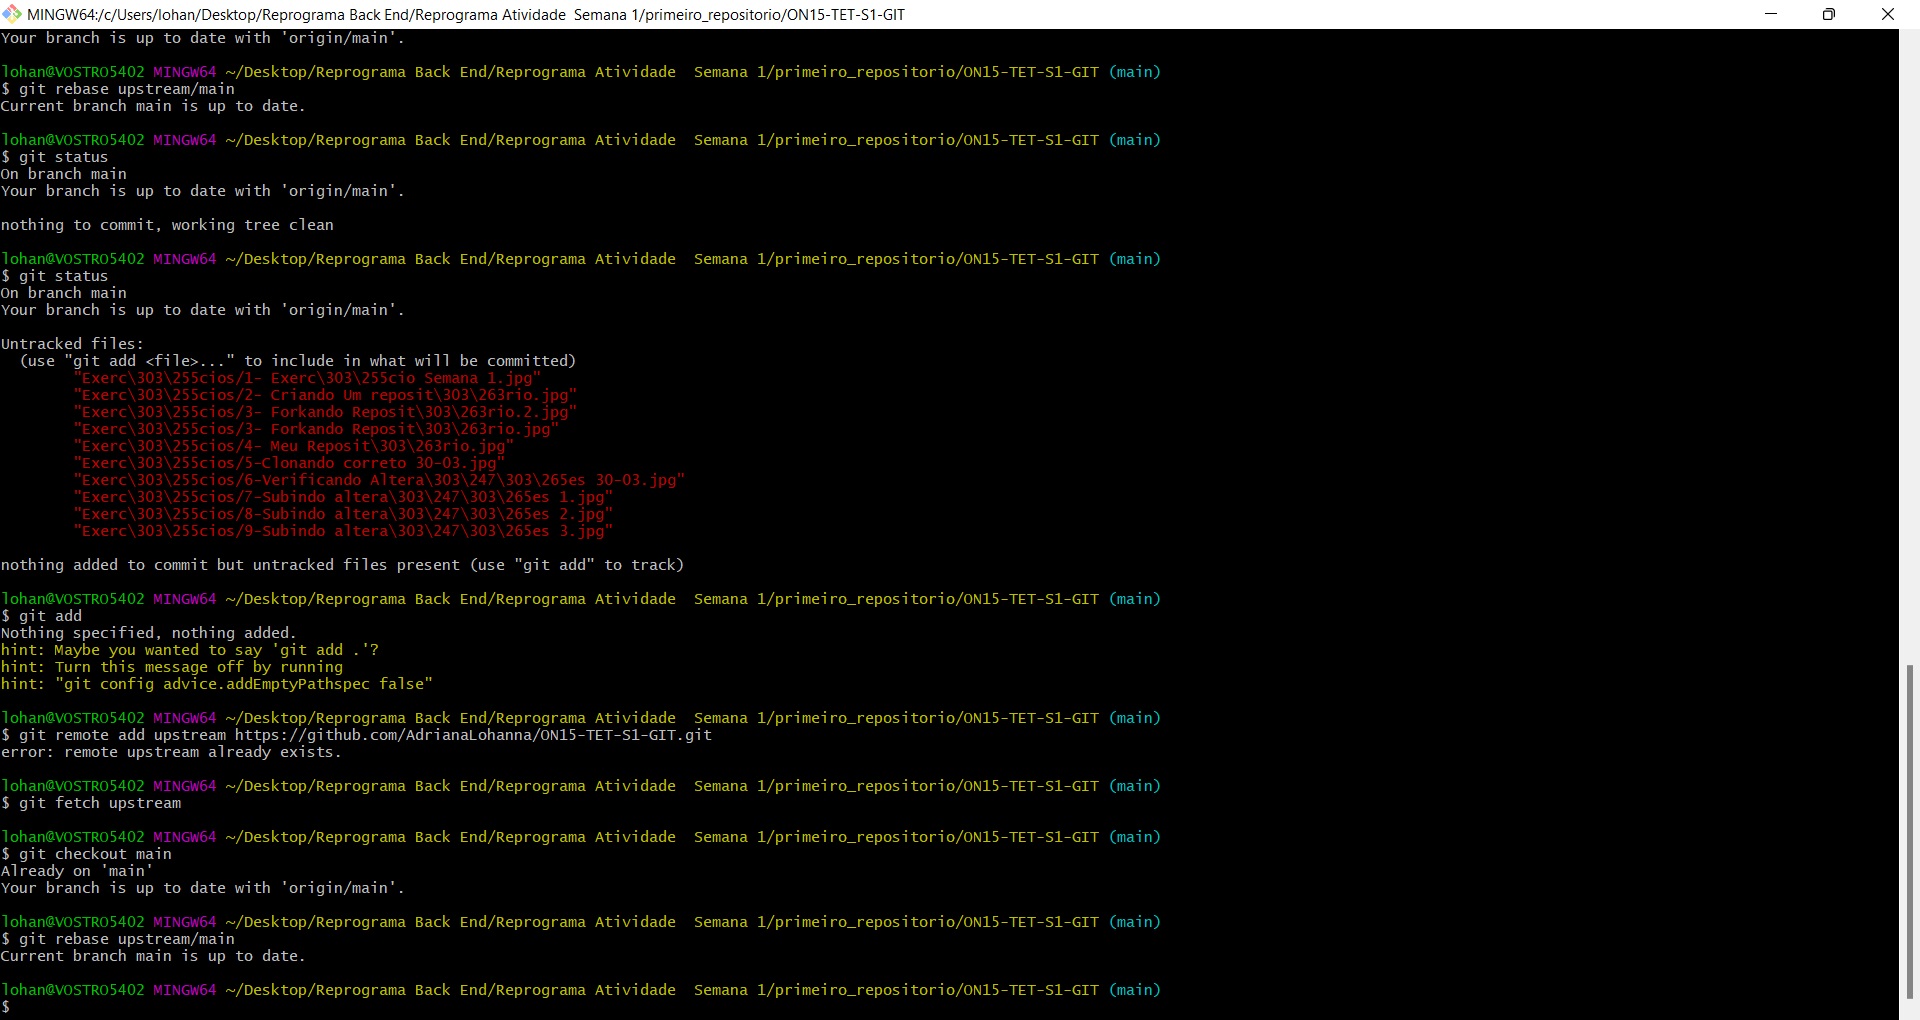 MINGW64:/c/Users/lohan/Desktop/Reprograma Back End/Reprograma Atividade  Semana 1/primeiro_repositorio/ON15-TET-S1-GIT
Your branch is up to date with 'origin/main'.
lohan@VOSTRO5402 MINGW64 ~/Desktop/Reprograma Back End/Reprograma Atividade  Semana 1/primeiro_repositorio/ON15-TET-S1-GIT (main)
$ git rebase upstream/main
Current branch main is up to date.
lohan@VOSTRO5402 MINGW64 ~/Desktop/Reprograma Back End/Reprograma Atividade  Semana 1/primeiro_repositorio/ON15-TET-S1-GIT (main)
$ git status
On branch main
Your branch is up to date with 'origin/main'.
nothing to commit, working tree clean
lohan@VOSTRO5402 MINGW64 ~/Desktop/Reprograma Back End/Reprograma Atividade  Semana 1/primeiro_repositorio/ON15-TET-S1-GIT (main)
$ git status
On branch main
Your branch is up to date with 'origin/main'.
Untracked files:
  (use "git add <file>..." to include in what will be committed)
        "Exerc\303\255cios/1- Exerc\303\255cio Semana 1.jpg"
        "Exerc\303\255cios/2- Criando Um reposit\303\263rio.jpg"
        "Exerc\303\255cios/3- Forkando Reposit\303\263rio.2.jpg"
        "Exerc\303\255cios/3- Forkando Reposit\303\263rio.jpg"
        "Exerc\303\255cios/4- Meu Reposit\303\263rio.jpg"
        "Exerc\303\255cios/5-Clonando correto 30-03.jpg"
        "Exerc\303\255cios/6-Verificando Altera\303\247\303\265es 30-03.jpg"
        "Exerc\303\255cios/7-Subindo altera\303\247\303\265es 1.jpg"
        "Exerc\303\255cios/8-Subindo altera\303\247\303\265es 2.jpg"
        "Exerc\303\255cios/9-Subindo altera\303\247\303\265es 3.jpg"
nothing added to commit but untracked files present (use "git add" to track)
lohan@VOSTRO5402 MINGW64 ~/Desktop/Reprograma Back End/Reprograma Atividade  Semana 1/primeiro_repositorio/ON15-TET-S1-GIT (main)
$ git add
Nothing specified, nothing added.
hint: Maybe you wanted to say 'git add .'?
hint: Turn this message off by running
hint: "git config advice.addEmptyPathspec false"
lohan@VOSTRO5402 MINGW64 ~/Desktop/Reprograma Back End/Reprograma Atividade  Semana 1/primeiro_repositorio/ON15-TET-S1-GIT (main)
$ git remote add upstream https://github.com/AdrianaLohanna/ON15-TET-S1-GIT.git
error: remote upstream already exists.
lohan@VOSTRO5402 MINGW64 ~/Desktop/Reprograma Back End/Reprograma Atividade  Semana 1/primeiro_repositorio/ON15-TET-S1-GIT (main)
$ git fetch upstream
lohan@VOSTRO5402 MINGW64 ~/Desktop/Reprograma Back End/Reprograma Atividade  Semana 1/primeiro_repositorio/ON15-TET-S1-GIT (main)
$ git checkout main
Already on 'main'
Your branch is up to date with 'origin/main'.
lohan@VOSTRO5402 MINGW64 ~/Desktop/Reprograma Back End/Reprograma Atividade  Semana 1/primeiro_repositorio/ON15-TET-S1-GIT (main)
$ git rebase upstream/main
Current branch main is up to date.
lohan@VOSTRO5402 MINGW64 ~/Desktop/Reprograma Back End/Reprograma Atividade  Semana 1/primeiro_repositorio/ON15-TET-S1-GIT (main)
$